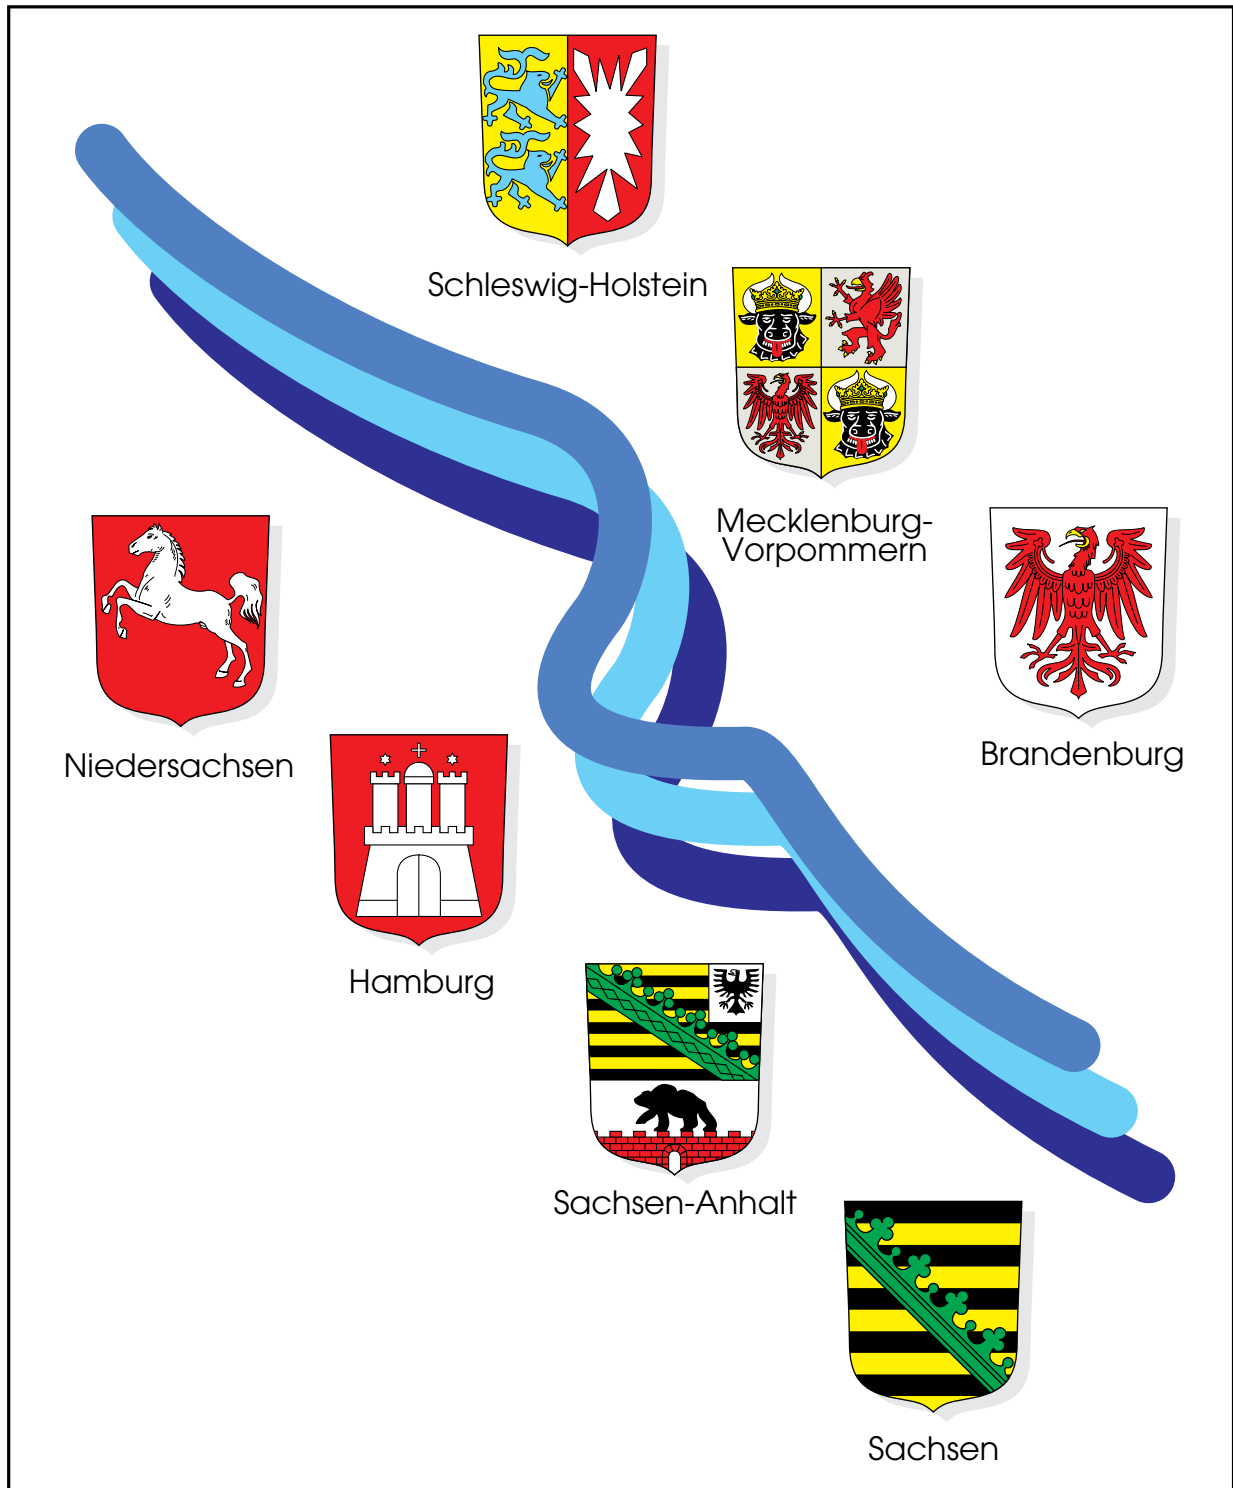 Schleswig-Holstein
Mecklenburg-
Vorpommern
Niedersachsen
Brandenburg
Hamburg
Sachsen-Anhalt
Sachsen